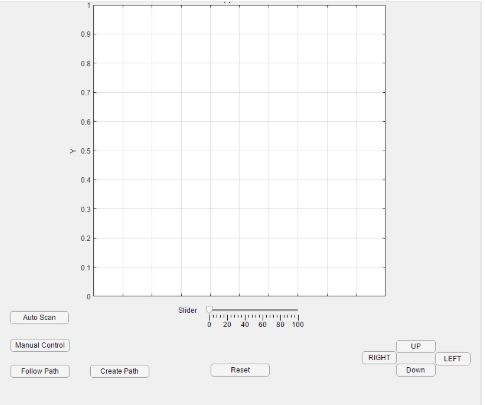 1
0.9
0.8
0.7
0.6
Y
0.5
0.4
0.3
0.2
0.1
0
Slider
0 20 40 60 80 100
Auto Scan
Manual Control
UP
RIGHT
LEFT
Follow Path
Create Path
Reset
Down